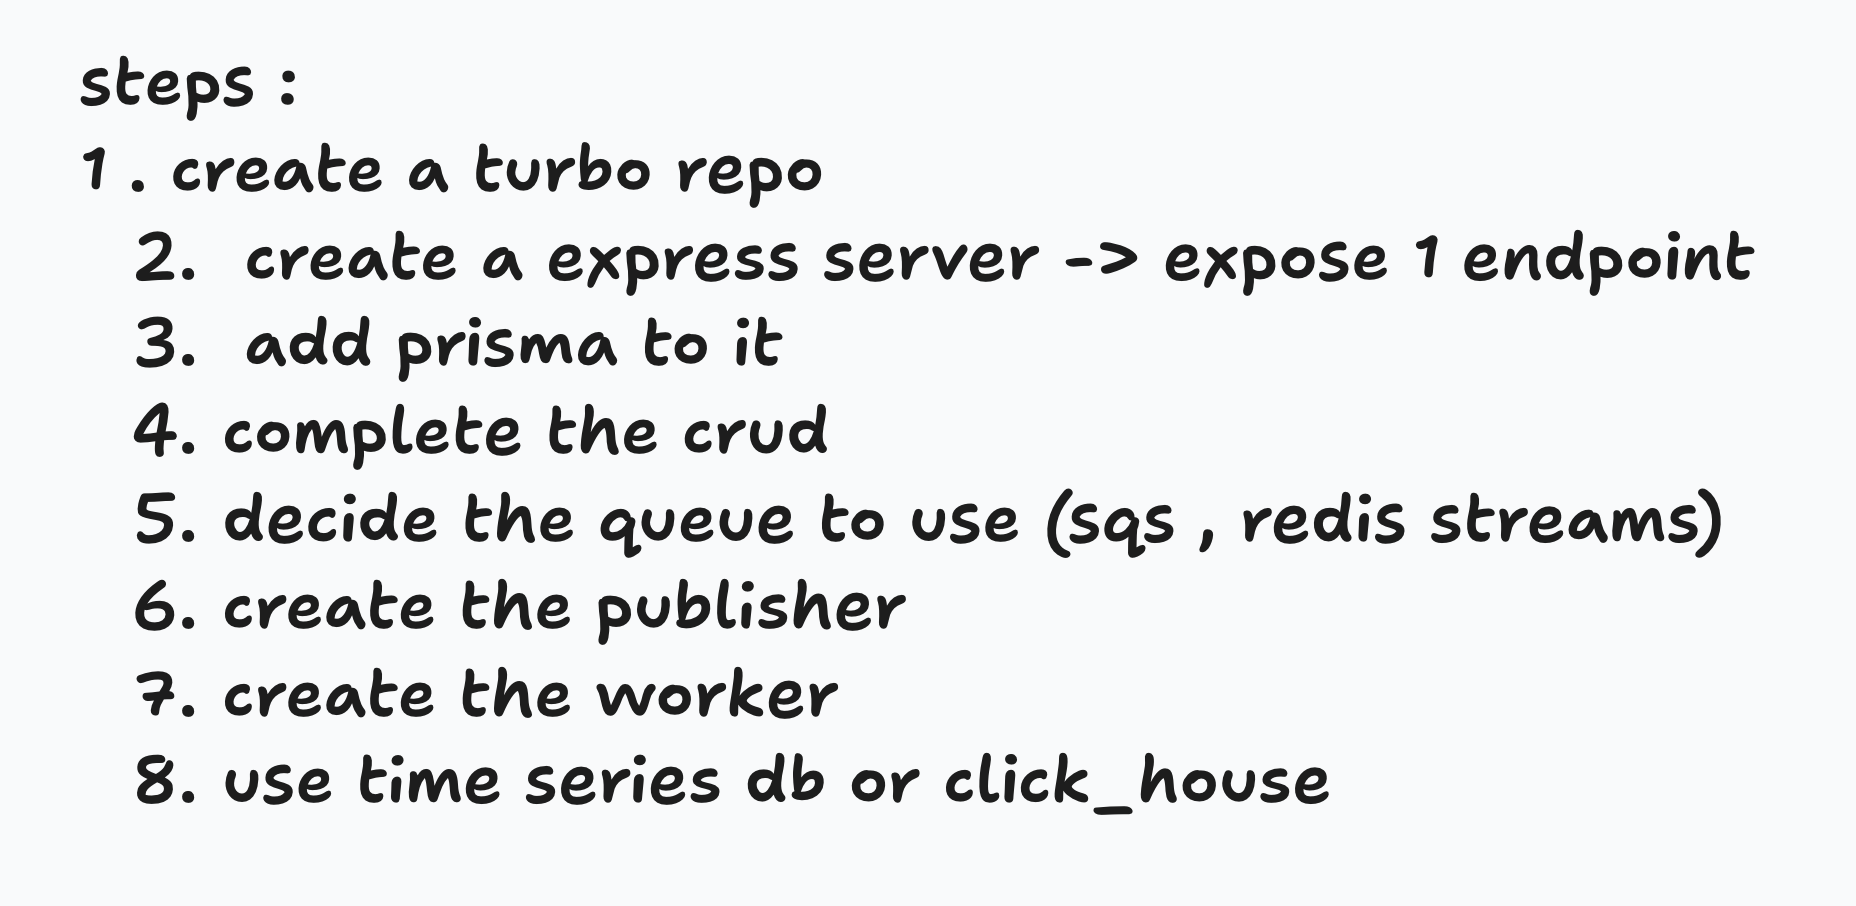 steps :
1 . create a turbo repo
2. create a express server -> expose 1 endpoint
3. add prisma to it
4. complete the crud
5. decide the queue to use (sqs , redis streams)
6. create the publisher
7. create the worker
8. use time series db or click_house